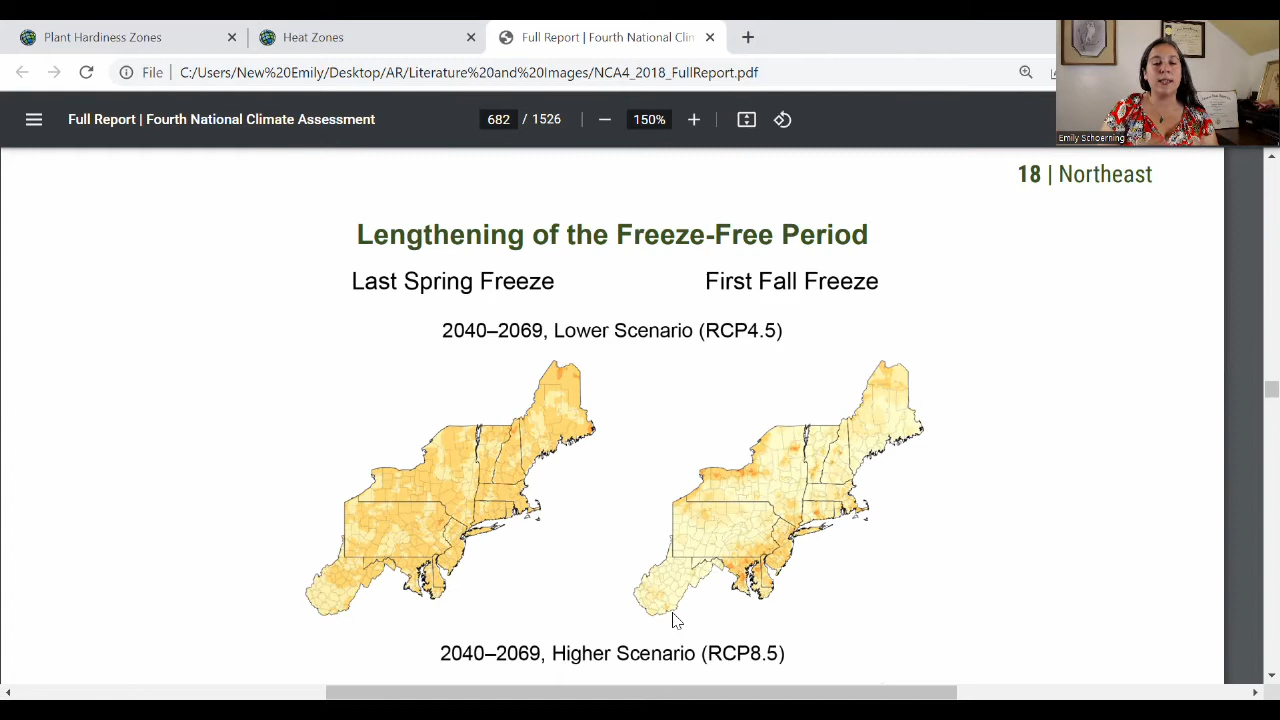 Plant Hardiness Zones
Heat Zones
Full Report | Fourth National Clim
File
C:/Users/New%20Emily/Desktop/AR/Literature%20and%20Images/NCA4_2018_FullReport.pdf
Full Report | Fourth National Climate Assessment
682 / 1526
150%
Emily Schoerning
18 | Northeast
Lengthening of the Freeze-Free Period
Last Spring Freeze
First Fall Freeze
2040–2069, Lower Scenario (RCP4.5)
2040–2069, Higher Scenario (RCP8.5)